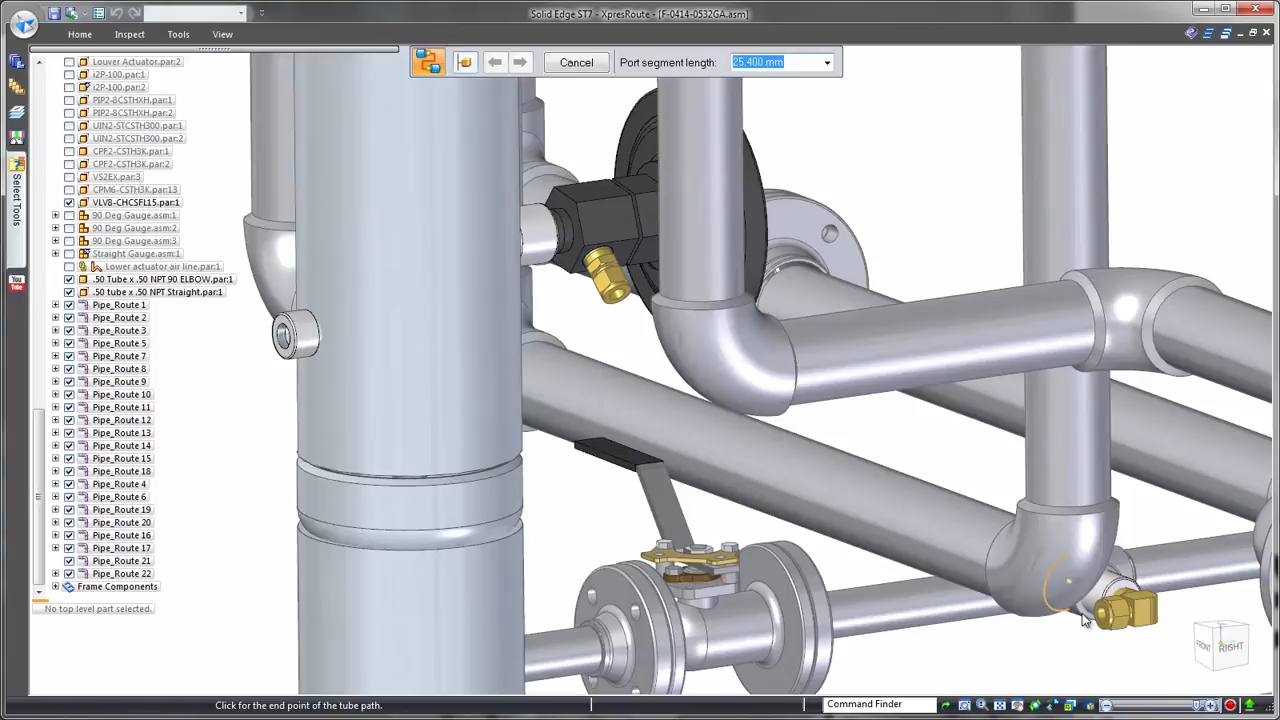 Solid Edge ST7 - XpresRoute - [F-0414-0532GA.asm]
Home Inspect Tools View
Cancel Port segment length: 25.400 mm
Louver Actuator.par:2
i2P-100.par:1
i2P-100.par:2
PIP2-8CSTHXH.par:1
PIP2-8CSTHXH.par:2
UIN2-STCSTH300.par:1
UIN2-STCSTH300.par:2
CPF2-CSTH3K.par:1
CPF2-CSTH3K.par:2
VS2EX.par:3
CPM6-CSTH3K.par:13
VLV8-CHCSFL15.par:1
90 Deg Gauge.asm:1
90 Deg Gauge.asm:2
90 Deg Gauge.asm:3
Straight Gauge.asm:1
Lower actuator air line.par:1
.50 Tube x .50 NPT 90 ELBOW.par:1
.50 tube x .50 NPT Straight.par:1
Pipe_Route 1
Pipe_Route 2
Pipe_Route 3
Pipe_Route 5
Pipe_Route 7
Pipe_Route 8
Pipe_Route 9
Pipe_Route 10
Pipe_Route 11
Pipe_Route 12
Pipe_Route 13
Pipe_Route 14
Pipe_Route 15
Pipe_Route 18
Pipe_Route 4
Pipe_Route 6
Pipe_Route 19
Pipe_Route 20
Pipe_Route 16
Pipe_Route 17
Pipe_Route 21
Pipe_Route 22
Frame Components
No top level part selected.
Select Tools
You Tube
FRONT RIGHT
Click for the end point of the tube path.
Command Finder